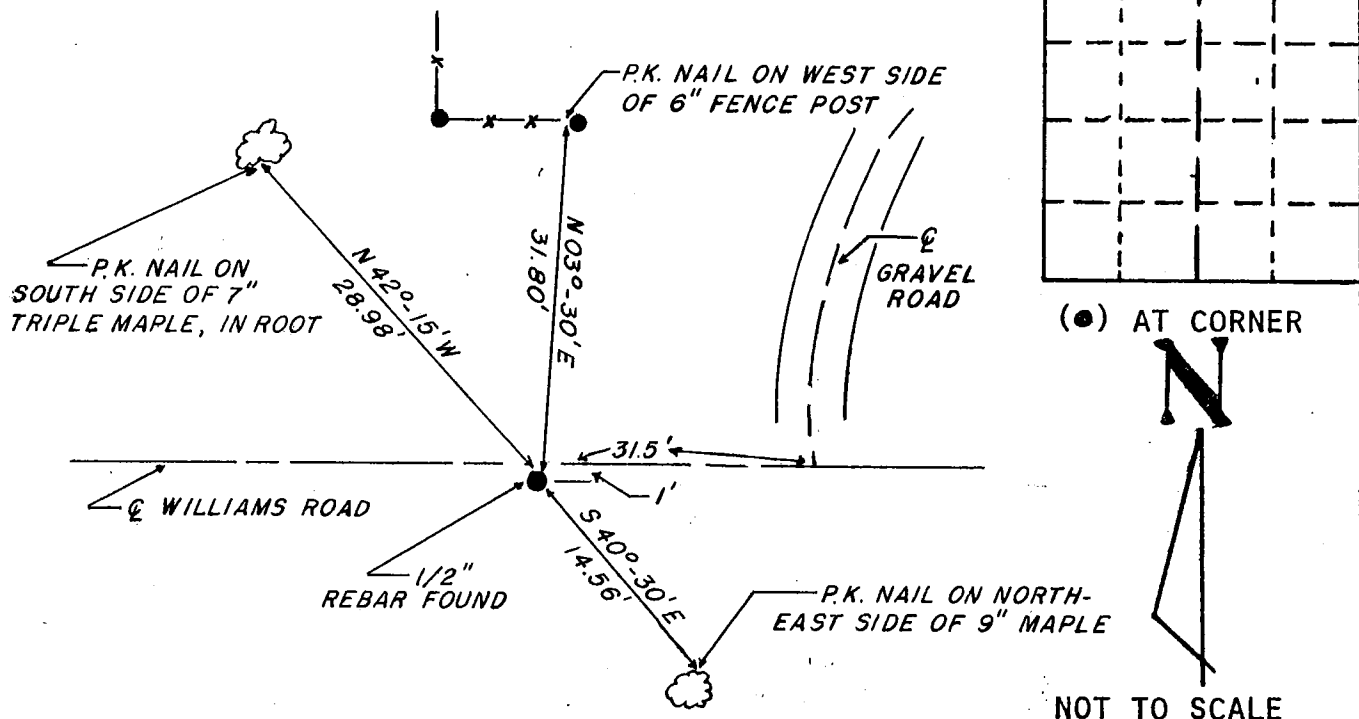 P.K. NAIL ON WEST SIDE
OF 6" FENCE POST
P.K. NAIL ON
SOUTH SIDE OF 7"
TRIPLE MAPLE, IN ROOT
N 42°-15' W
28.98'
N 03°-30' E
31.80'
℄
GRAVEL
ROAD
(●) AT CORNER
N
31.5'
1'
℄ WILLIAMS ROAD
1/2"
REBAR FOUND
S 40°-30' E
14.56'
P.K. NAIL ON NORTH-
EAST SIDE OF 9" MAPLE
NOT TO SCALE